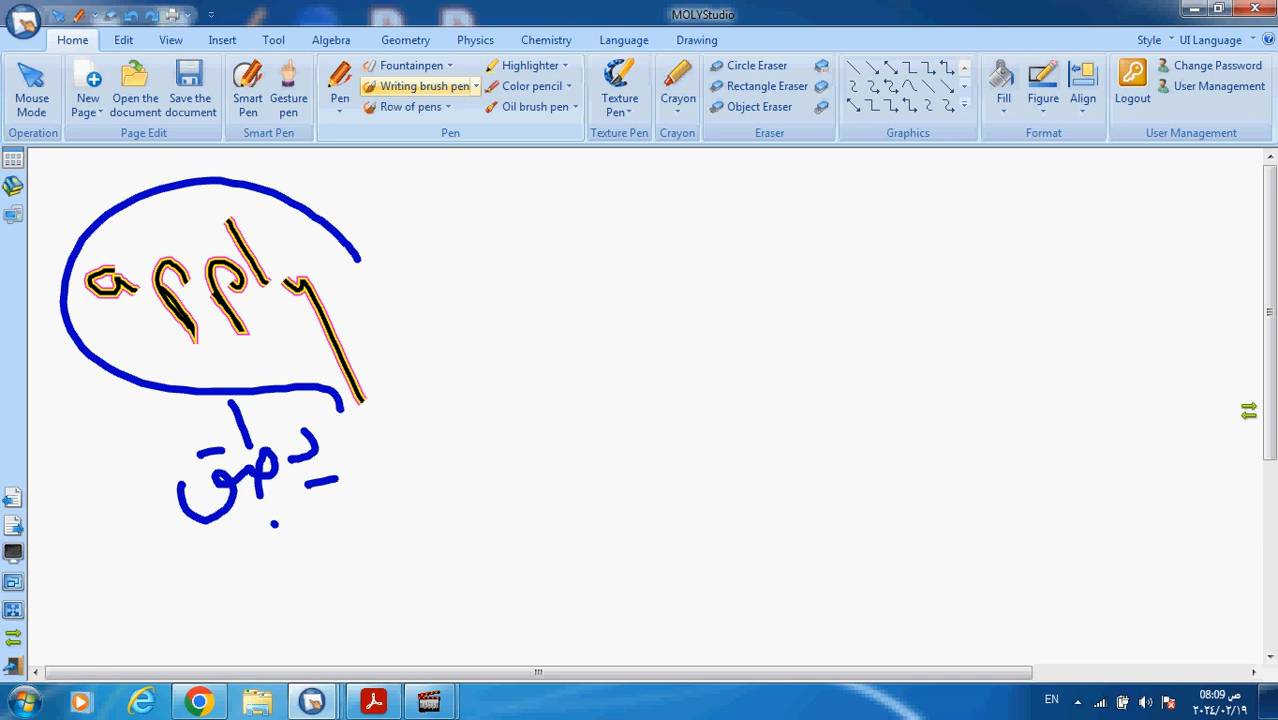 MOLYStudio
Home Edit View Insert Tool Algebra Geometry Physics Chemistry Language Drawing Style UI Language
Mouse Mode
Operation
New Page
Open the document
Save the document
Page Edit
Smart Pen
Gesture pen
Smart Pen
Pen
Fountainpen
Writing brush pen
Row of pens
Highlighter
Color pencil
Oil brush pen
Pen
Texture Pen
Texture Pen
Crayon
Crayon
Circle Eraser
Rectangle Eraser
Object Eraser
Eraser
Graphics
Fill
Figure
Align
Format
Logout
Change Password
User Management
User Management
apply
EN
08:09 ص
٢٠٢٤/٠٢/١٩